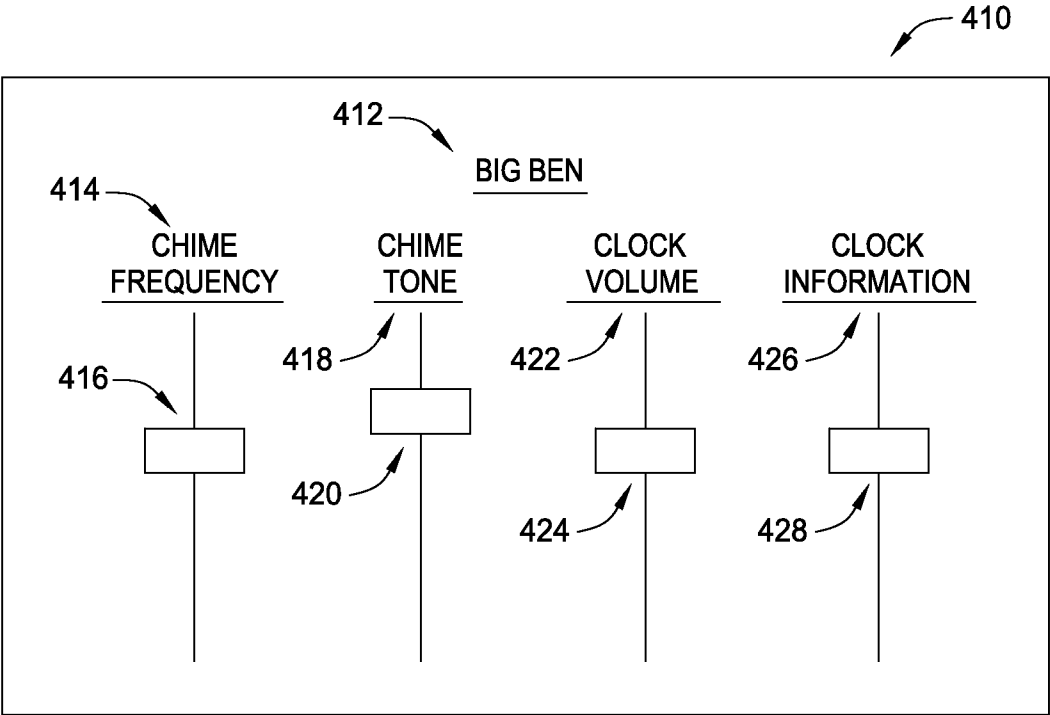 410
412
BIG BEN
414
CHIME
FREQUENCY
CHIME
TONE
CLOCK
VOLUME
CLOCK
INFORMATION
416
418
422
426
420
424
428